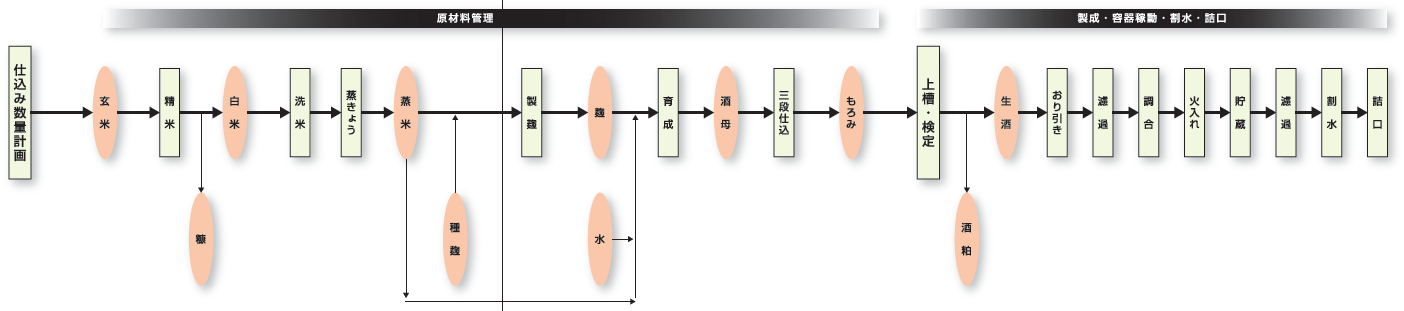 原材料管理
製成・容器稼動・割水・詰口
仕込み数量計画
玄米
精米
白米
洗米
蒸きょう
蒸米
製麹
麹
育成
酒母
三段仕込
もろみ
上槽・検定
生酒
おり引き
濾過
調合
火入れ
貯蔵
濾過
割水
詰口
糠
種麹
水
酒粕